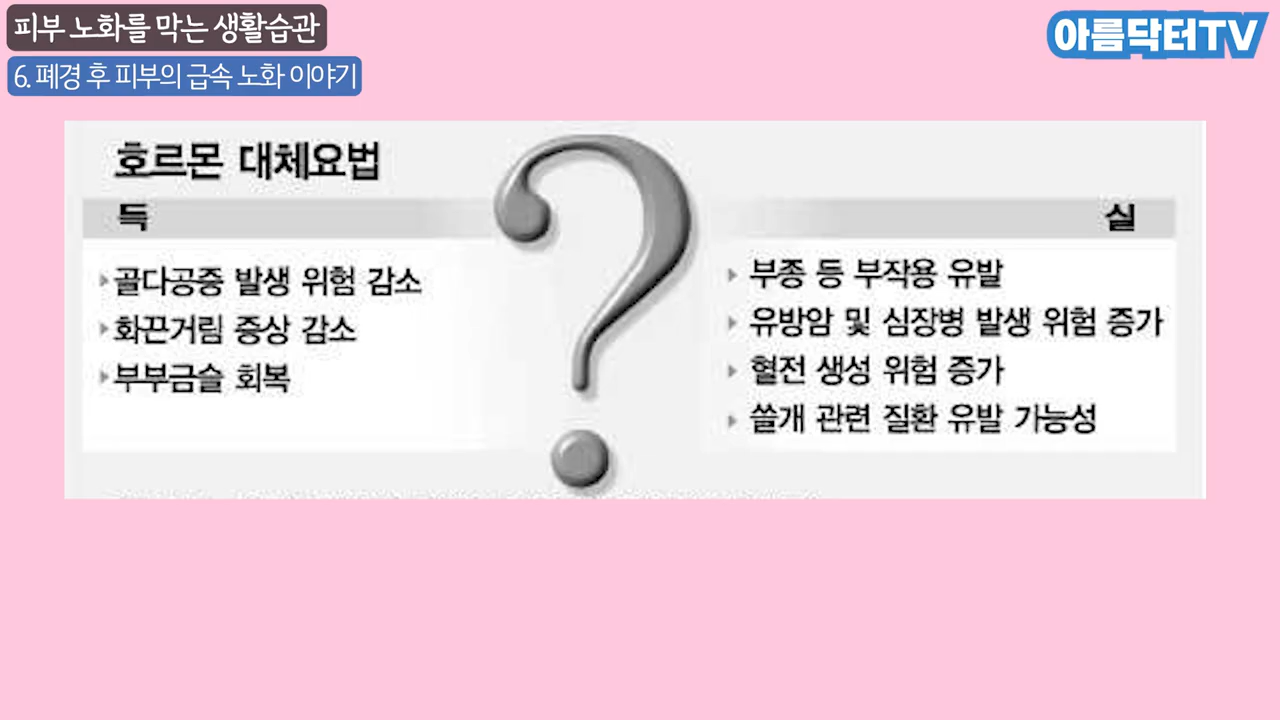 피부 노화를 막는 생활습관
아름닥터TV
6. 폐경 후 피부의 급속 노화 이야기
호르몬 대체요법
득
실
골다공증 발생 위험 감소
화끈거림 증상 감소
부부금슬 회복
부종 등 부작용 유발
유방암 및 심장병 발생 위험 증가
혈전 생성 위험 증가
쓸개 관련 질환 유발 가능성